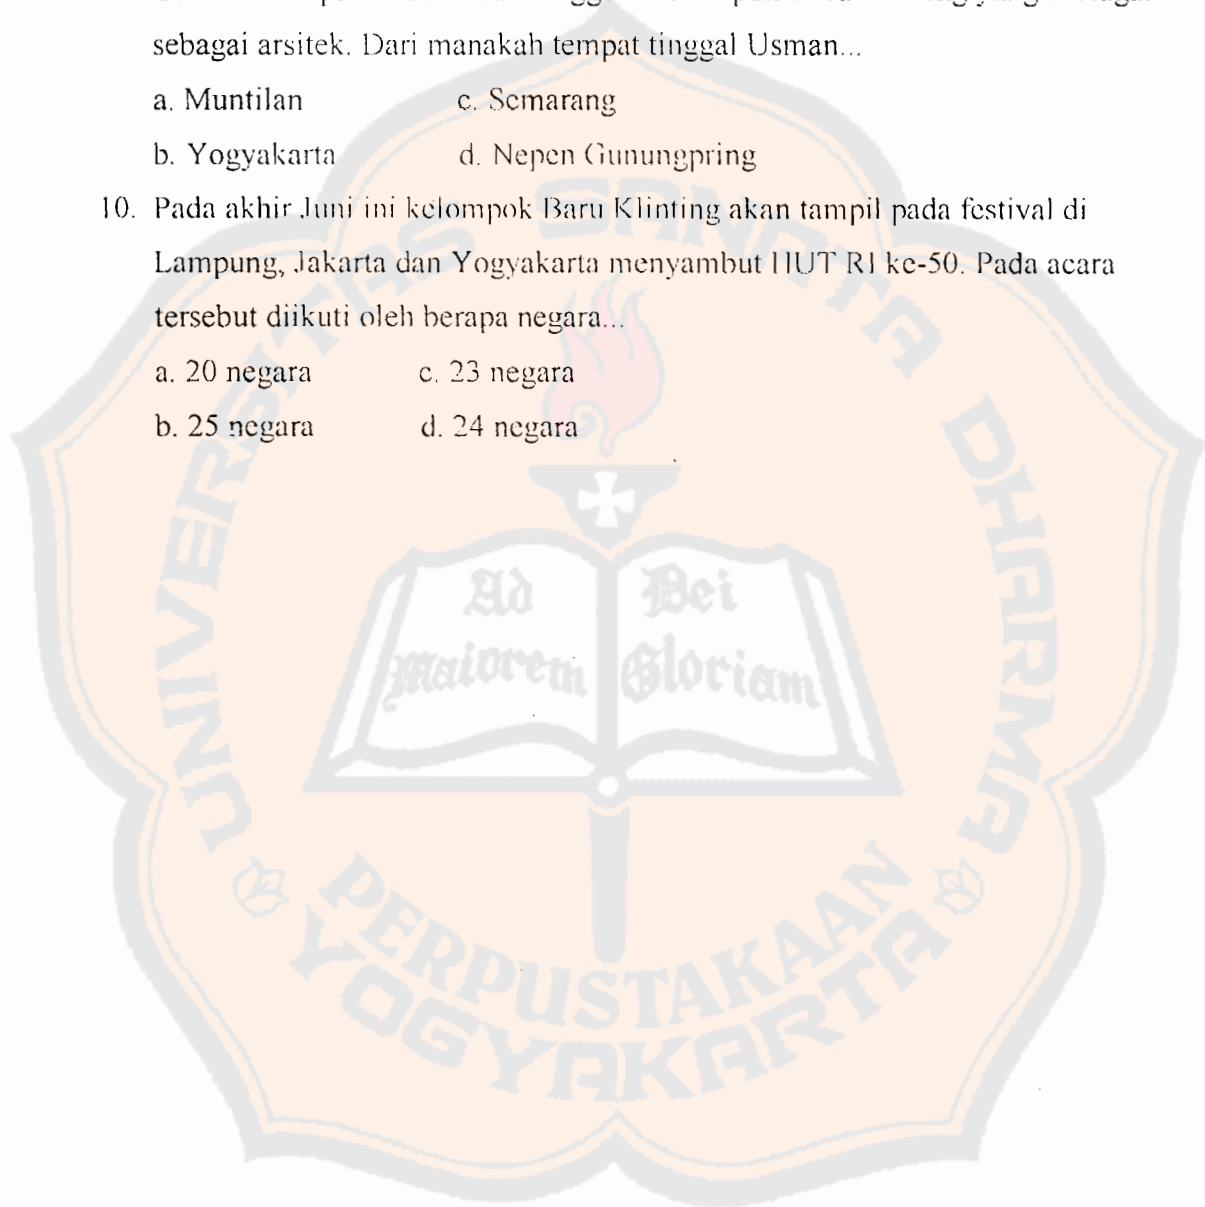 sebagai arsitek. Dari manakah tempat tinggal Usman...
a. Muntilan c. Semarang
b. Yogyakarta d. Nepen Gunungpring
10. Pada akhir Juni ini kelompok Baru Klinting akan tampil pada festival di
Lampung, Jakarta dan Yogyakarta menyambut HUT RI ke-50. Pada acara
tersebut diikuti oleh berapa negara...
a. 20 negara c. 23 negara
b. 25 negara d. 24 negara
UNIVERSITAS SANATA DHARMA
Ad Dei
maiorem Gloriam
PERPUSTAKAAN
YOGYAKARTA